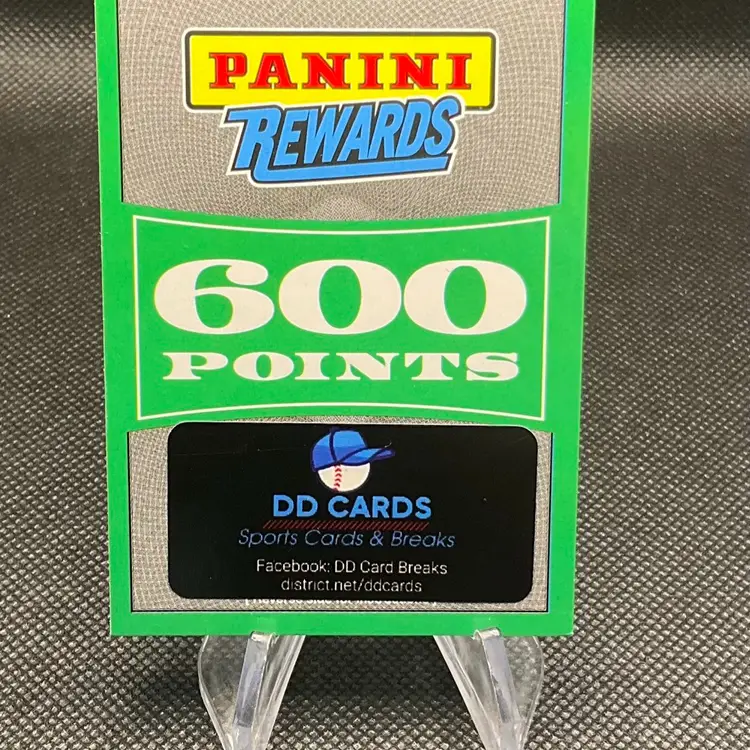 PANINI
REWARDS
600
POINTS
DD CARDS
Sports Cards & Breaks
Facebook: DD Card Breaks
district.net/ddcards